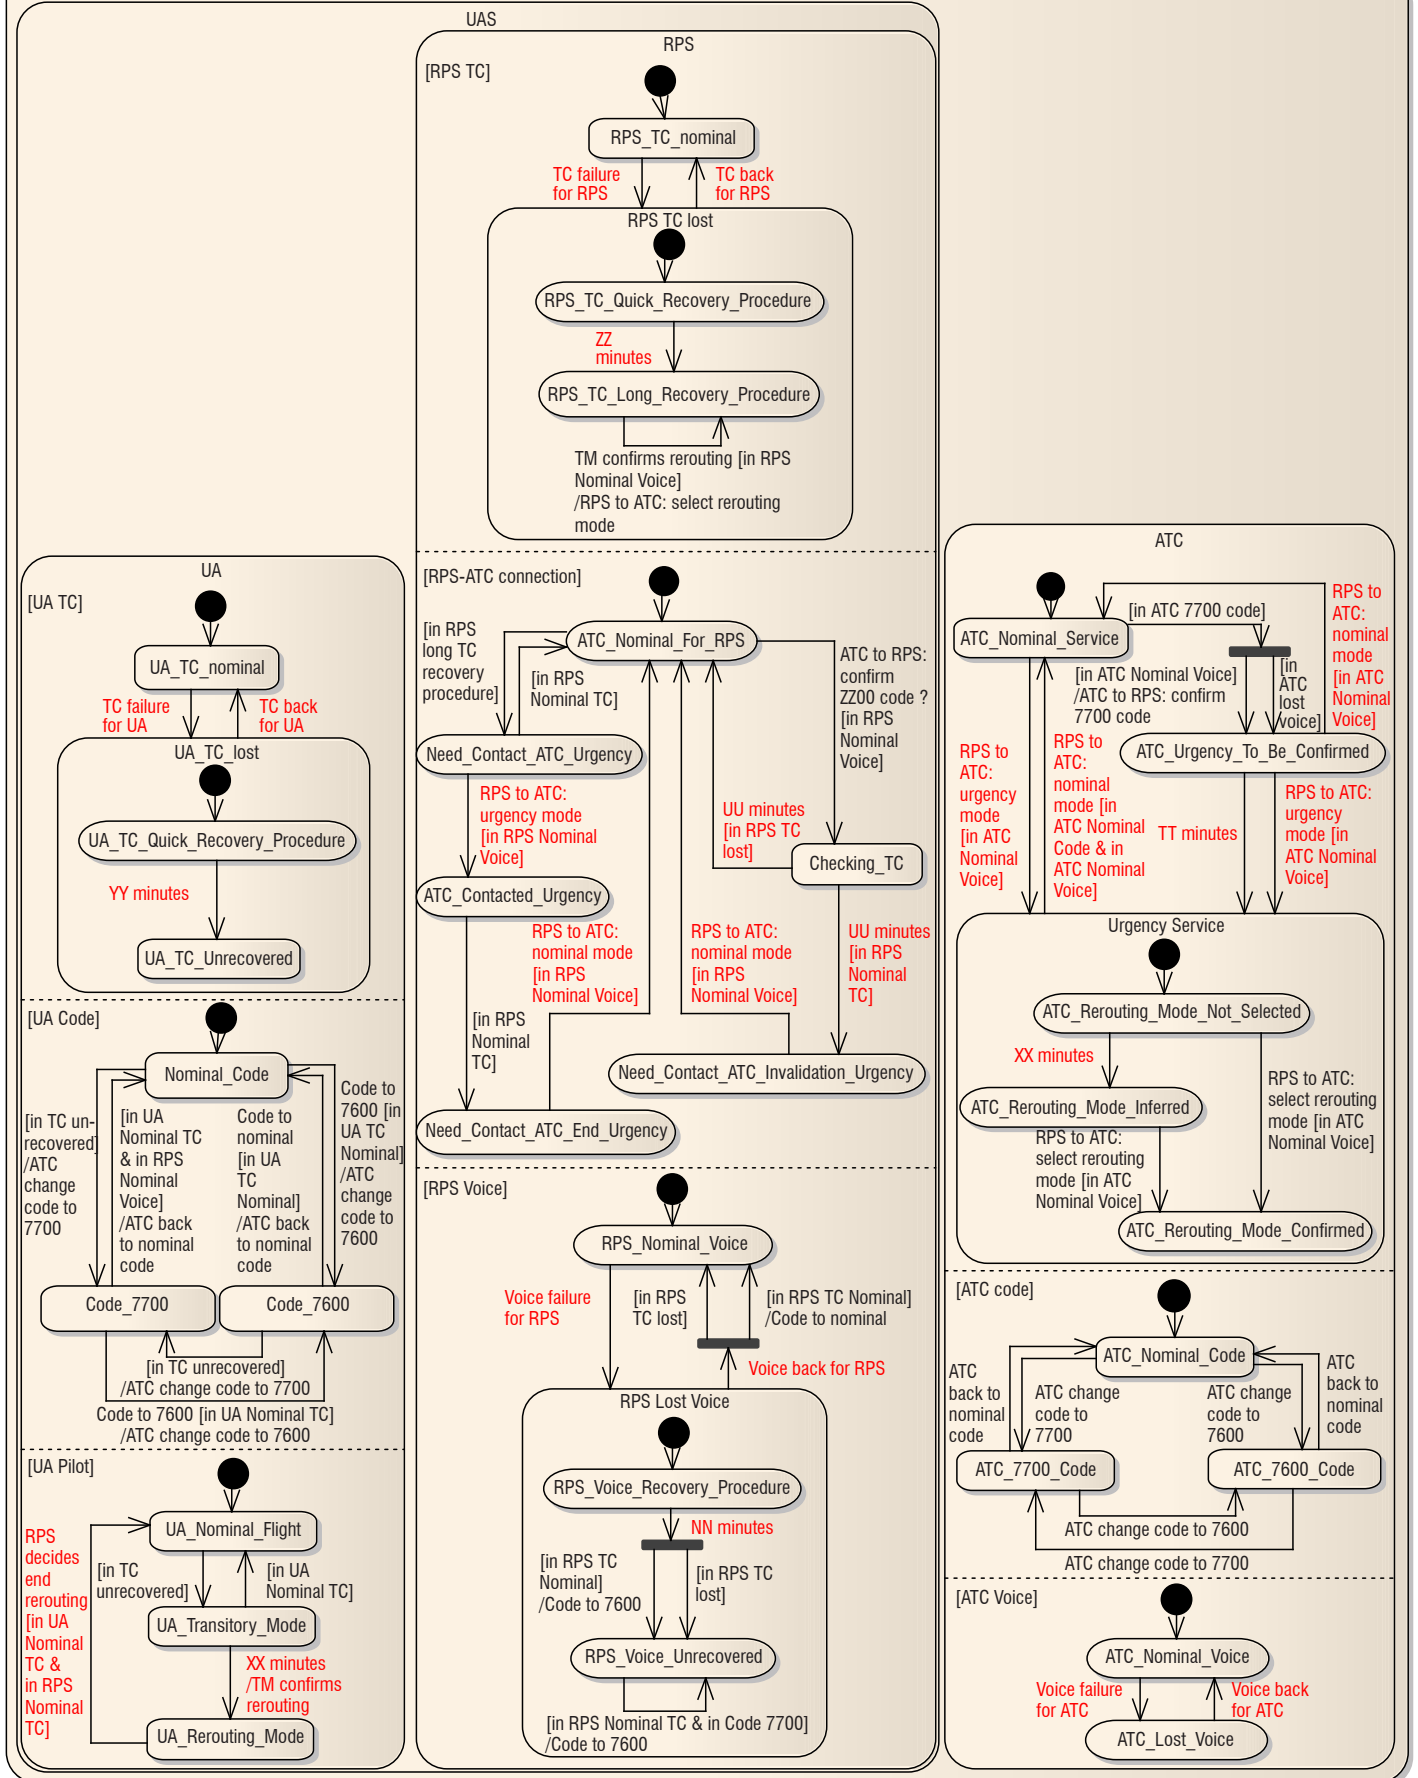 UAS
RPS
[RPS TC]
RPS_TC_nominal
TC failure
for RPS
TC back
for RPS
RPS TC lost
RPS_TC_Quick_Recovery_Procedure
ZZ
minutes
RPS_TC_Long_Recovery_Procedure
TM confirms rerouting [in RPS
Nominal Voice]
/RPS to ATC: select rerouting
mode
UA
[UA TC]
UA_TC_nominal
TC failure
for UA
TC back
for UA
UA_TC_lost
UA_TC_Quick_Recovery_Procedure
YY minutes
UA_TC_Unrecovered
[UA Code]
Nominal_Code
[in TC un-
recovered]
/ATC
change
code to
7700
[in UA
Nominal TC
& in RPS
Nominal
Voice]
/ATC back
to nominal
code
Code to
nominal
[in UA
TC
Nominal]
/ATC back
to nominal
code
Code to
7600 [in
UA TC
Nominal]
/ATC
change
code to
7600
Code_7700
Code_7600
[in TC unrecovered]
/ATC change code to 7700
Code to 7600 [in UA Nominal TC]
/ATC change code to 7600
[UA Pilot]
UA_Nominal_Flight
RPS
decides
end
rerouting
[in UA
Nominal
TC &
in RPS
Nominal
TC]
[in TC
unrecovered]
[in UA
Nominal TC]
UA_Transitory_Mode
XX minutes
/TM confirms
rerouting
UA_Rerouting_Mode
[RPS-ATC connection]
ATC_Nominal_For_RPS
[in RPS
long TC
recovery
procedure]
[in RPS
Nominal TC]
ATC to RPS:
confirm
ZZ00 code ?
[in RPS
Nominal
Voice]
Need_Contact_ATC_Urgency
RPS to ATC:
urgency mode
[in RPS Nominal
Voice]
UU minutes
[in RPS TC
lost]
Checking_TC
ATC_Contacted_Urgency
RPS to ATC:
nominal mode
[in RPS
Nominal Voice]
RPS to ATC:
nominal mode
[in RPS
Nominal Voice]
UU minutes
[in RPS
Nominal
TC]
[in RPS
Nominal
TC]
Need_Contact_ATC_Invalidation_Urgency
Need_Contact_ATC_End_Urgency
[RPS Voice]
RPS_Nominal_Voice
Voice failure
for RPS
[in RPS
TC lost]
[in RPS TC Nominal]
/Code to nominal
Voice back for RPS
RPS Lost Voice
RPS_Voice_Recovery_Procedure
NN minutes
[in RPS TC
Nominal]
/Code to 7600
[in RPS TC
lost]
RPS_Voice_Unrecovered
[in RPS Nominal TC & in Code 7700]
/Code to 7600
ATC
ATC_Nominal_Service
[in ATC 7700 code]
RPS to
ATC:
nominal
mode
[in ATC
Nominal
Voice]
[in ATC Nominal Voice]
/ATC to RPS: confirm
7700 code
[in
ATC
lost
voice]
ATC_Urgency_To_Be_Confirmed
RPS to
ATC:
urgency
mode
[in ATC
Nominal
Voice]
RPS to
ATC:
nominal
mode [in
ATC Nominal
Code & in
ATC Nominal
Voice]
TT minutes
RPS to ATC:
urgency
mode [in
ATC Nominal
Voice]
Urgency Service
ATC_Rerouting_Mode_Not_Selected
XX minutes
RPS to ATC:
select rerouting
mode [in ATC
Nominal Voice]
ATC_Rerouting_Mode_Inferred
RPS to ATC:
select rerouting
mode [in ATC
Nominal Voice]
ATC_Rerouting_Mode_Confirmed
[ATC code]
ATC_Nominal_Code
ATC
back to
nominal
code
ATC change
code to
7700
ATC change
code to
7600
ATC
back to
nominal
code
ATC_7700_Code
ATC_7600_Code
ATC change code to 7600
ATC change code to 7700
[ATC Voice]
ATC_Nominal_Voice
Voice failure
for ATC
Voice back
for ATC
ATC_Lost_Voice